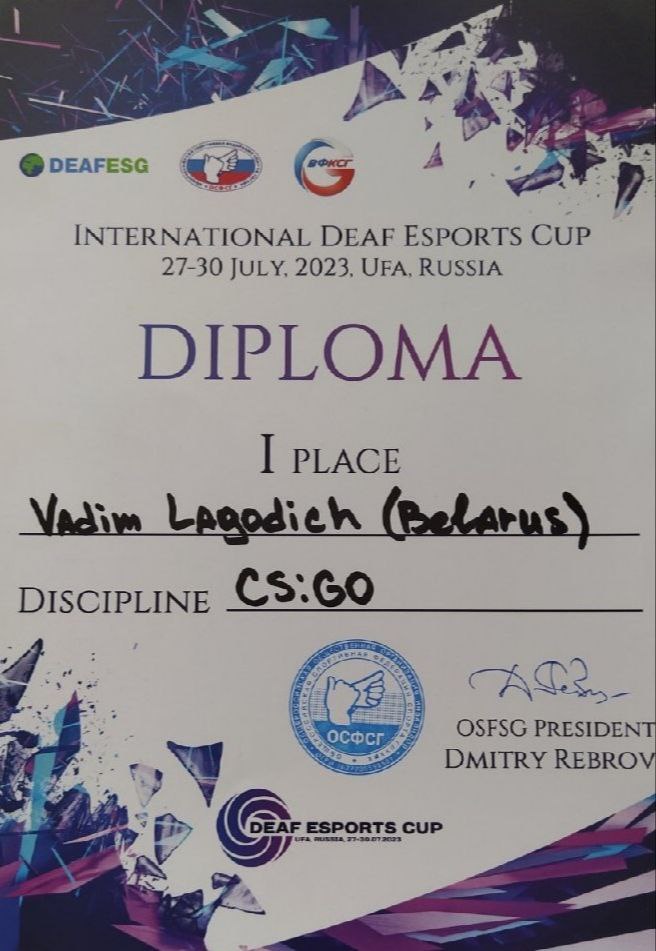 DEAFESG
ВФКСГ
INTERNATIONAL DEAF ESPORTS CUP
27-30 JULY, 2023, UFA, RUSSIA
DIPLOMA
I PLACE
Vadim Lagodich (Belarus)
DISCIPLINE CS:GO
ОСФСГ
OSFSG PRESIDENT
DMITRY REBROV
DEAF ESPORTS CUP
UFA, RUSSIA, 27-30.07.2023